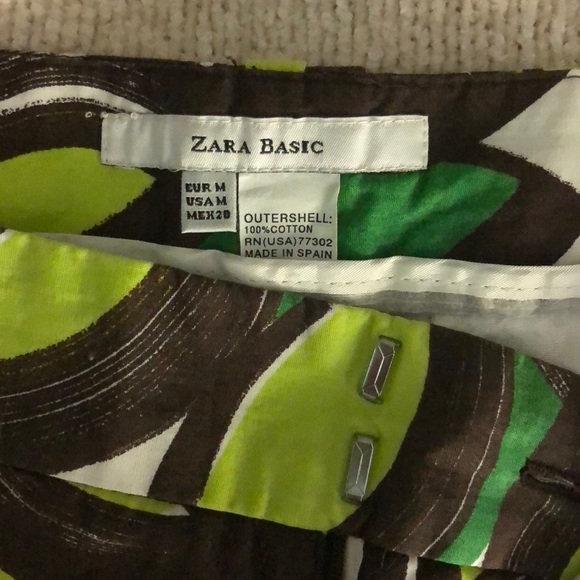 ZARA BASIC
EUR M
USA M
MEX 28
OUTERSHELL:
100%COTTON
RN(USA)77302
MADE IN SPAIN